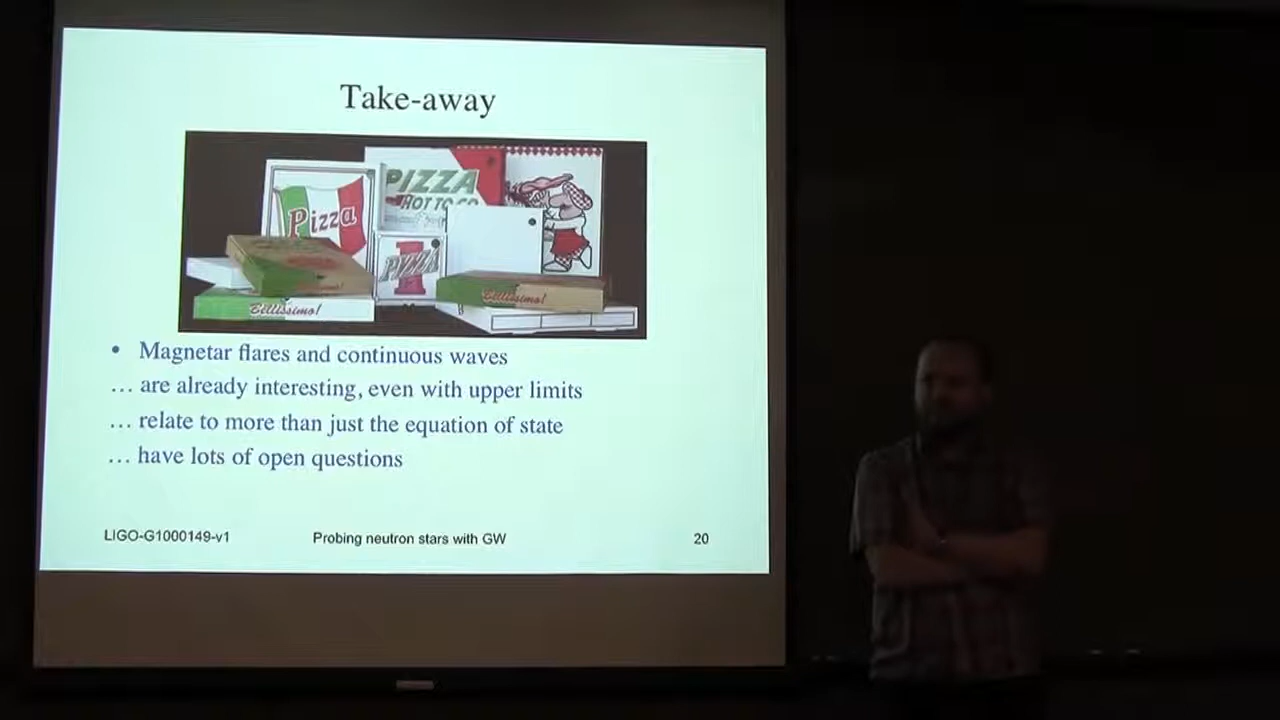 Take-away
PIZZA
HOT TO GO
Pizza
PIZZA
Bellissimo!
Bellissimo!
• Magnetar flares and continuous waves
… are already interesting, even with upper limits
… relate to more than just the equation of state
… have lots of open questions
LIGO-G1000149-v1 Probing neutron stars with GW 20